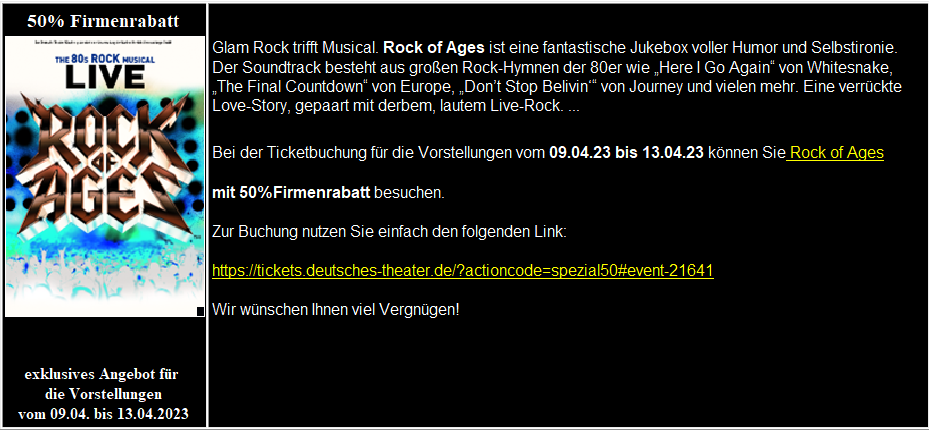 50% Firmenrabatt
THE 80s ROCK MUSICAL
LIVE
ROCK
OF
AGES
exklusives Angebot für
die Vorstellungen
vom 09.04. bis 13.04.2023
Glam Rock trifft Musical. Rock of Ages ist eine fantastische Jukebox voller Humor und Selbstironie.
Der Soundtrack besteht aus großen Rock-Hymnen der 80er wie „Here I Go Again“ von Whitesnake,
„The Final Countdown“ von Europe, „Don’t Stop Belivin‘“ von Journey und vielen mehr. Eine verrückte
Love-Story, gepaart mit derbem, lautem Live-Rock. ...
Bei der Ticketbuchung für die Vorstellungen vom 09.04.23 bis 13.04.23 können Sie Rock of Ages
mit 50%Firmenrabatt besuchen.
Zur Buchung nutzen Sie einfach den folgenden Link:
https://tickets.deutsches-theater.de/?actioncode=spezial50#event-21641
Wir wünschen Ihnen viel Vergnügen!